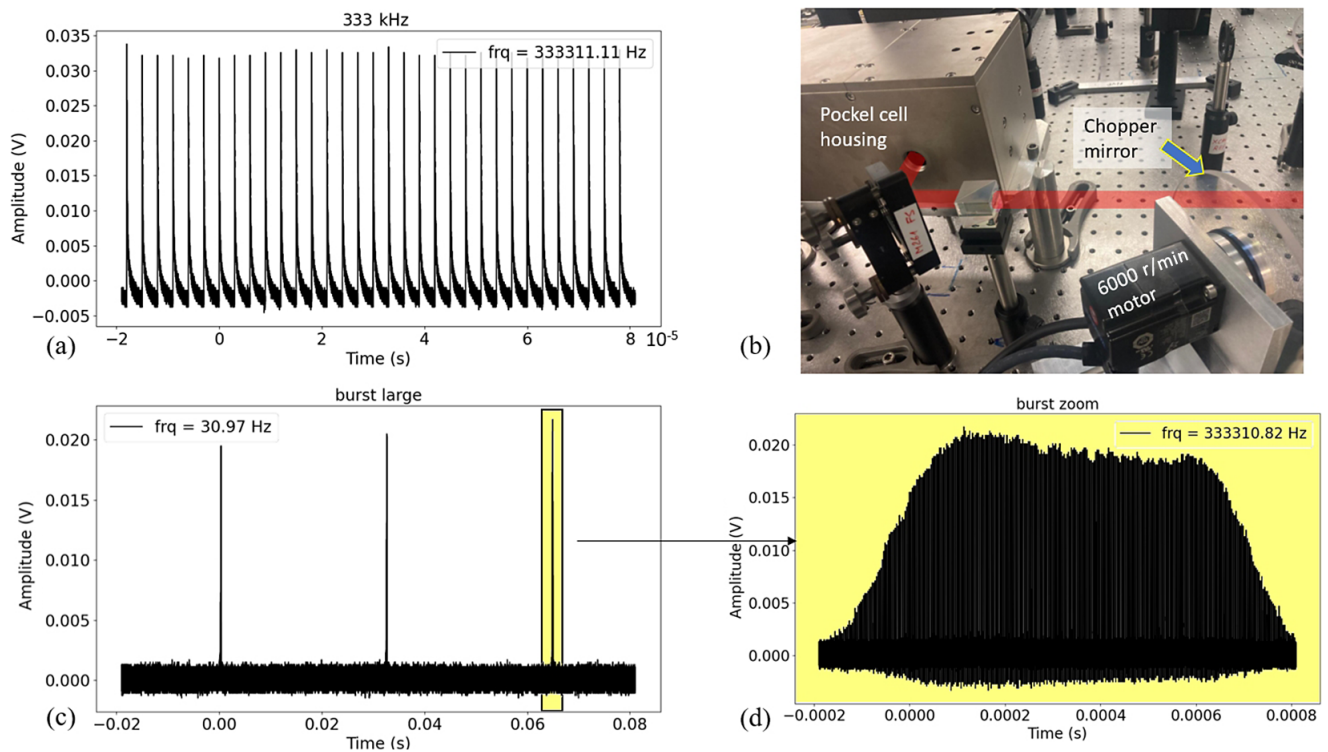 333 kHz
frq = 333311.11 Hz
0.035
0.030
0.025
0.020
0.015
0.010
0.005
0.000
−0.005
Amplitude (V)
−2
0
2
4
6
8
10⁻⁵
Time (s)
(a)
Pockel cell
housing
Chopper
mirror
6000 r/min
motor
(b)
burst large
frq = 30.97 Hz
0.020
0.015
0.010
0.005
0.000
Amplitude (V)
−0.02
0.00
0.02
0.04
0.06
0.08
Time (s)
(c)
burst zoom
frq = 333310.82 Hz
0.020
0.015
0.010
0.005
0.000
Amplitude (V)
−0.0002
0.0000
0.0002
0.0004
0.0006
0.0008
Time (s)
(d)